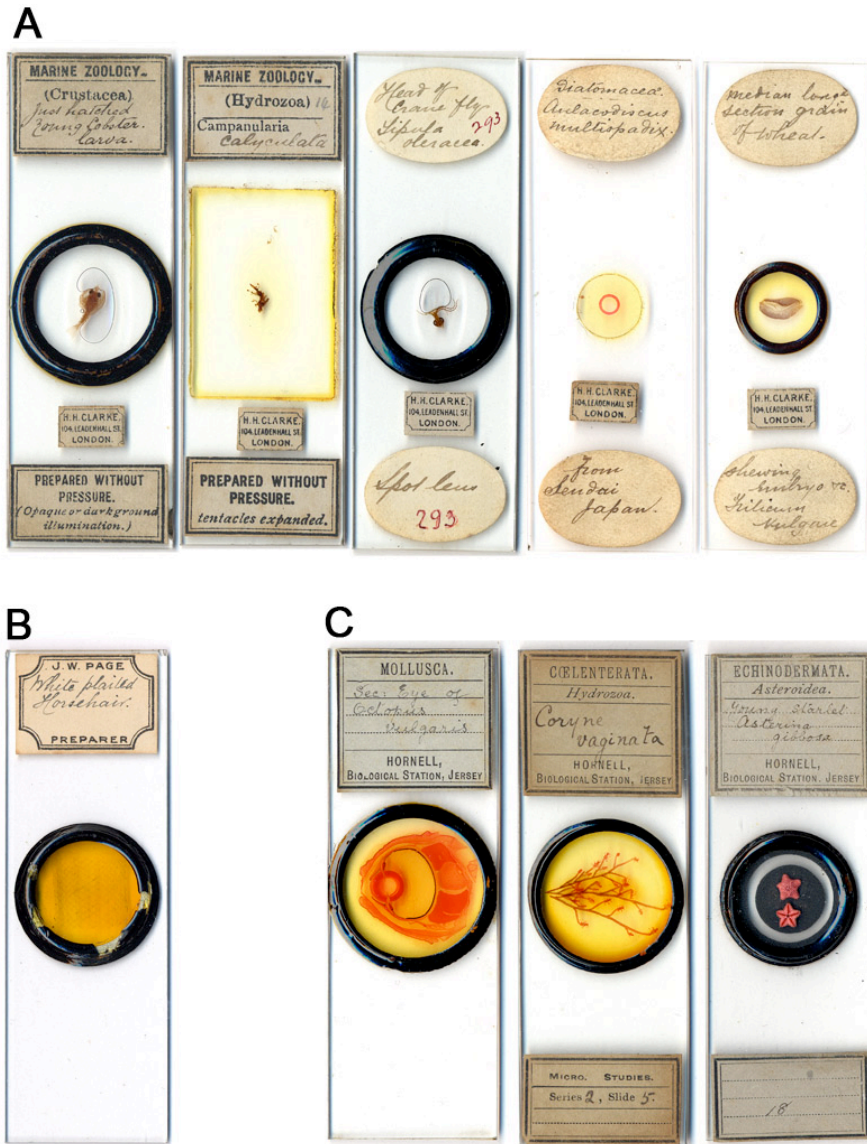 A
MARINE ZOOLOGY.
(Crustacea)
Just hatched
Young Lobster.
larva.
H. H. CLARKE.
104, LEADENHALL ST.
LONDON.
PREPARED WITHOUT
PRESSURE.
(Opaque or darkground
illumination.)
MARINE ZOOLOGY.
(Hydrozoa) 14
Campanularia
Calyculata
H. H. CLARKE.
104, LEADENHALL ST.
LONDON.
PREPARED WITHOUT
PRESSURE.
tentacles expanded.
Head of
Crane fly
Tipula
oleracea.
293
Spot lens
293
Diatomacea.
Aulacodiscus
multispadix.
H. H. CLARKE.
104, LEADENHALL ST.
LONDON.
from
Sendai
Japan.
median
section grain
of wheat.
H. H. CLARKE.
104, LEADENHALL ST.
LONDON.
shewing
embryo &c.
Triticum
Vulgare
H. H. CLARKE.
104, LEADENHALL ST.
LONDON.
B
J. W. PAGE
White plaited
Horsehair.
PREPARER
C
MOLLUSCA.
Sec: Eye of
Octopus
vulgaris
HORNELL,
BIOLOGICAL STATION, JERSEY
CŒLENTERATA.
Hydrozoa.
Coryne
vaginata
HORNELL,
BIOLOGICAL STATION, JERSEY
MICRO. STUDIES.
Series 2, Slide 5.
ECHINODERMATA.
Asteroidea.
Young Starlet
Asterina
gibbosa
HORNELL,
BIOLOGICAL STATION, JERSEY
18